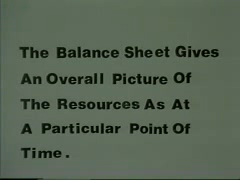 The Balance Sheet Gives
An Overall Picture Of
The Resources As At
A Particular Point Of
Time.